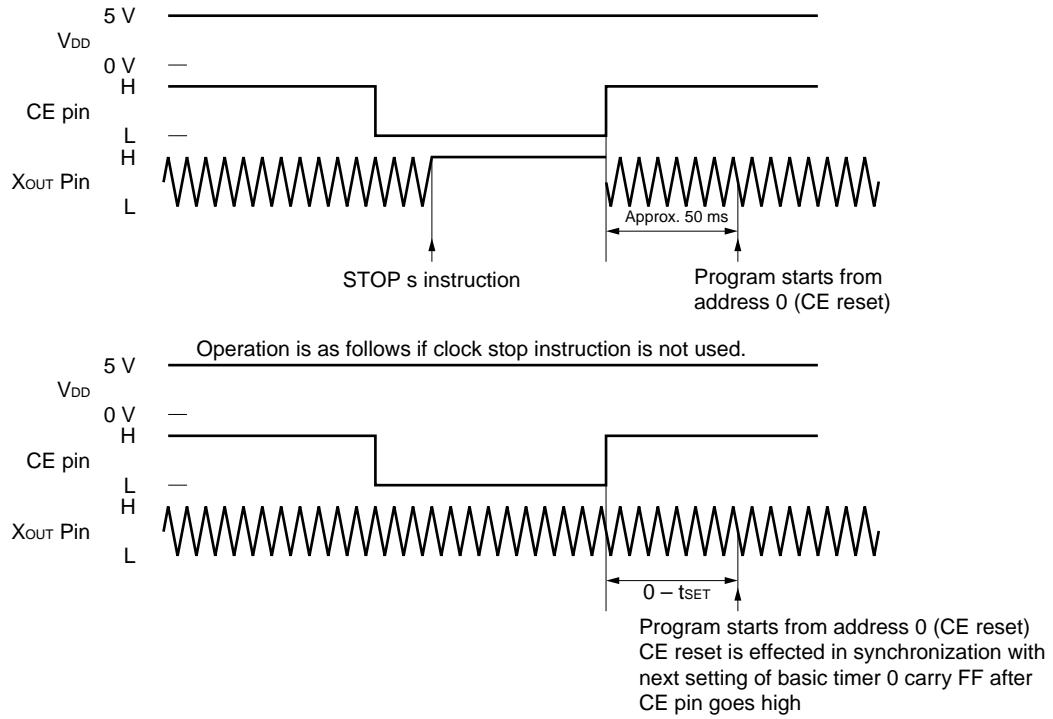 5 V
VDD
0 V
H
CE pin
L
H
XOUT Pin
L
Approx. 50 ms
STOP s instruction
Program starts from
address 0 (CE reset)
Operation is as follows if clock stop instruction is not used.
5 V
VDD
0 V
H
CE pin
L
H
XOUT Pin
L
0 – tSET
Program starts from address 0 (CE reset)
CE reset is effected in synchronization with
next setting of basic timer 0 carry FF after
CE pin goes high